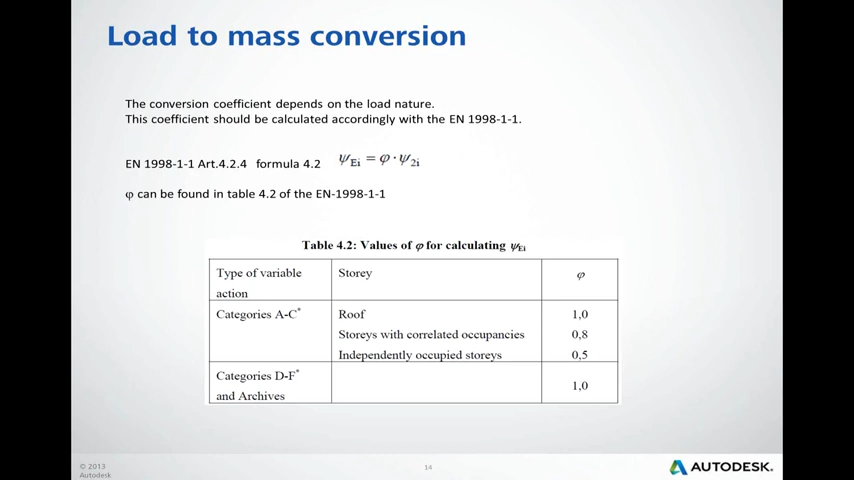 Load to mass conversion
The conversion coefficient depends on the load nature.
This coefficient should be calculated accordingly with the EN 1998-1-1.
EN 1998-1-1 Art.4.2.4 formula 4.2 ψEi = φ · ψ2i
φ can be found in table 4.2 of the EN-1998-1-1
Table 4.2: Values of φ for calculating ψEi
Type of variable action Storey φ
Categories A-C* Roof 1,0
Storeys with correlated occupancies 0,8
Independently occupied storeys 0,5
Categories D-F*
and Archives 1,0
© 2013
Autodesk
14
AUTODESK.